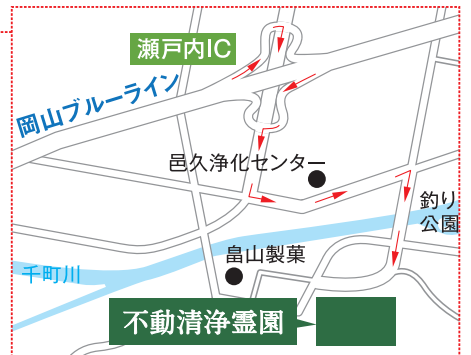 瀬戸内IC
岡山ブルーライン
邑久浄化センター
釣り
公園
畠山製菓
千町川
不動清浄霊園